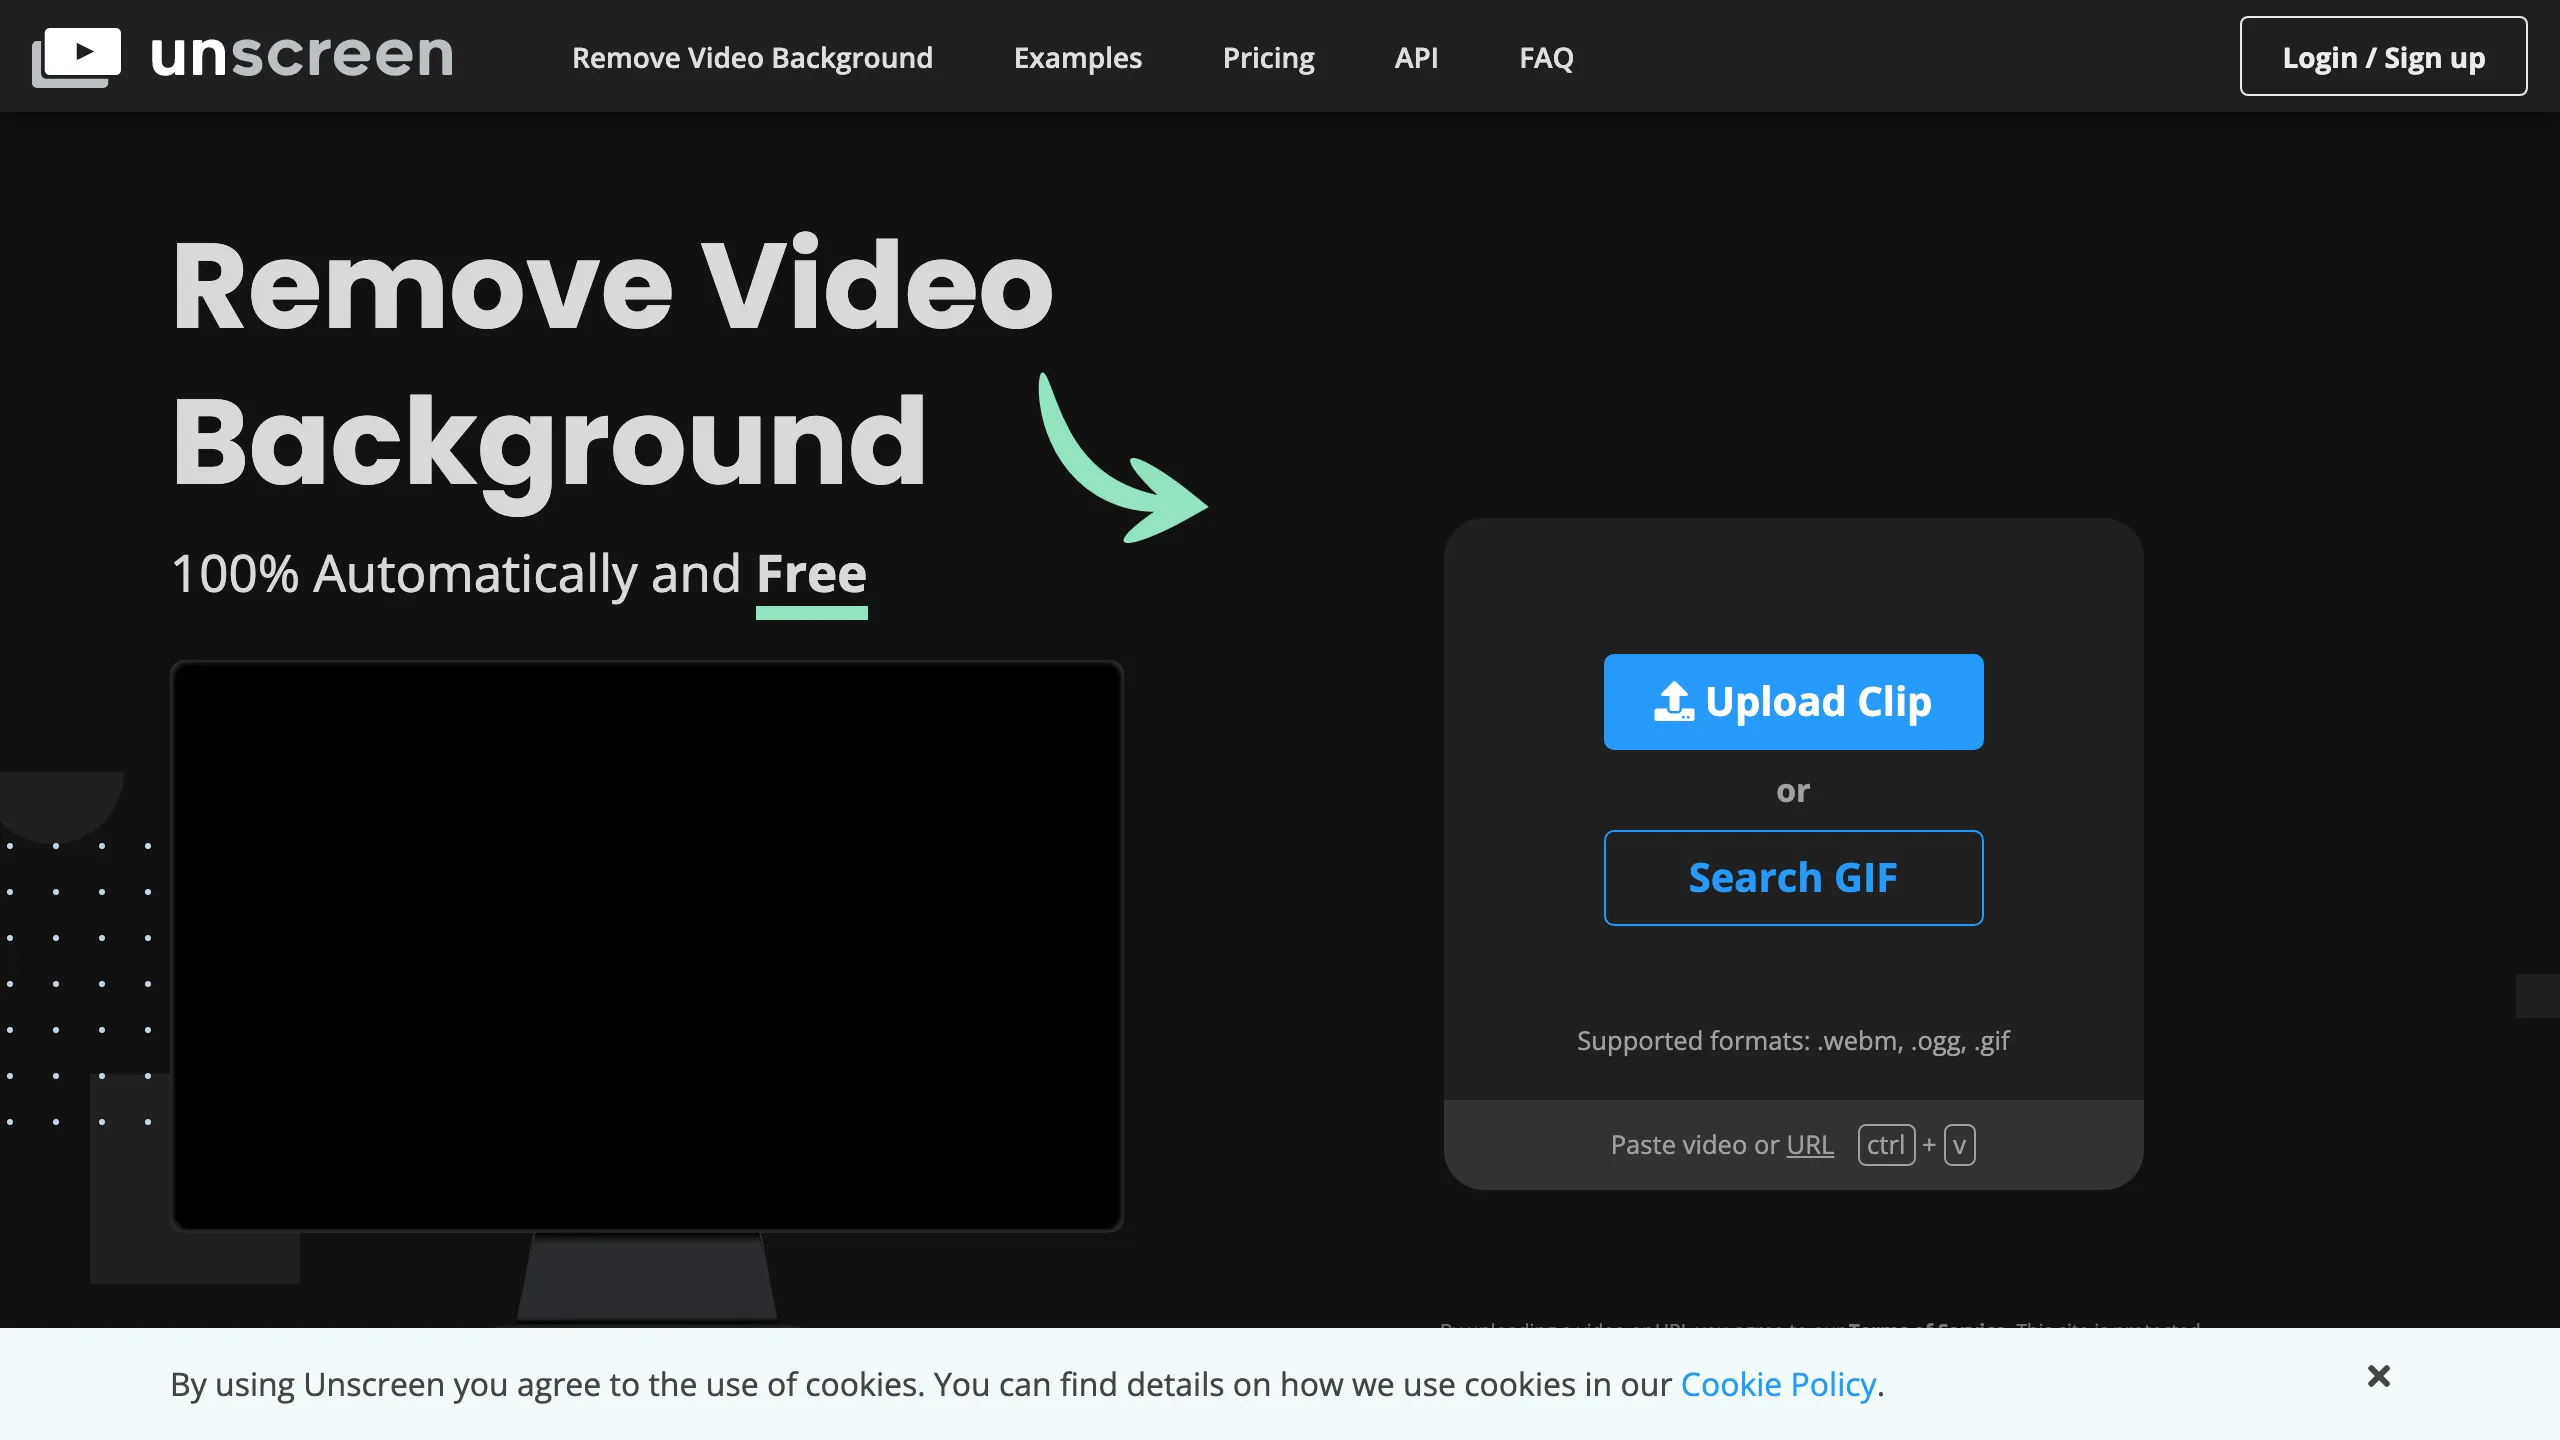 unscreen
Remove Video Background
Examples
Pricing
API
FAQ
Login / Sign up
Remove Video
Background
100% Automatically and Free
Upload Clip
or
Search GIF
Supported formats: .webm, .ogg, .gif
Paste video or URL ctrl + v
By using Unscreen you agree to the use of cookies. You can find details on how we use cookies in our Cookie Policy.